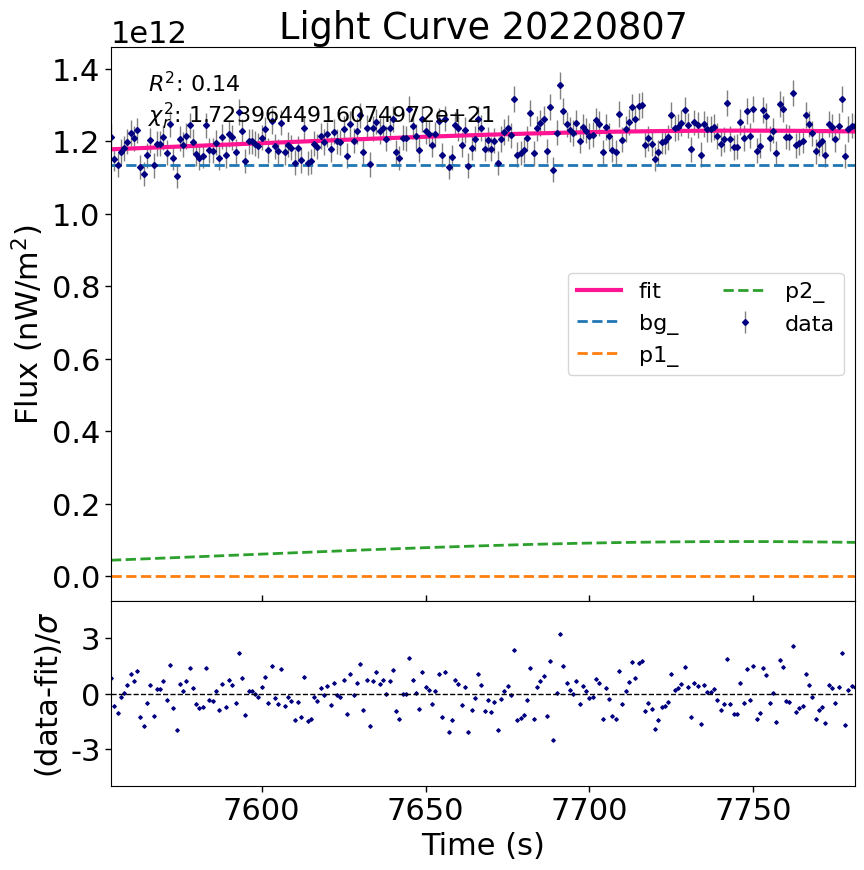 Light Curve 20220807
1e12
R²: 0.14
χ²ᵣ: 1.7239644916074972e+21
1.4
1.2
1.0
0.8
0.6
0.4
0.2
0.0
Flux (nW/m²)
fit
bg_
p1_
p2_
data
3
0
-3
(data-fit)/σ
7600
7650
7700
7750
Time (s)